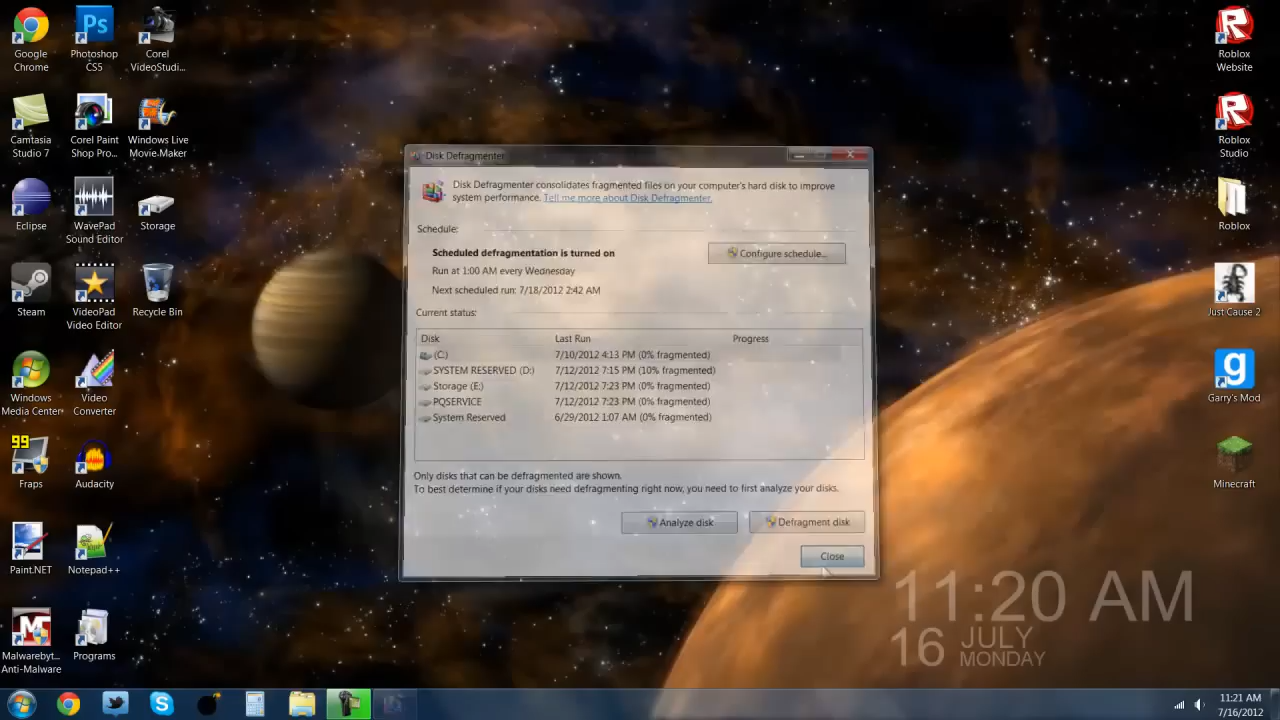 Google
Chrome
Photoshop
CS5
Corel
VideoStudi...
Camtasia
Studio 7
Corel Paint
Shop Pro...
Windows Live
Movie Maker
Eclipse
WavePad
Sound Editor
Storage
Steam
VideoPad
Video Editor
Recycle Bin
Windows
Media Center
Video
Converter
99
Fraps
Audacity
Paint.NET
Notepad++
Malwarebyt...
Anti-Malware
Programs
Disk Defragmenter
Disk Defragmenter consolidates fragmented files on your computer's hard disk to improve
system performance. Tell me more about Disk Defragmenter.
Schedule:
Scheduled defragmentation is turned on
Configure schedule...
Run at 1:00 AM every Wednesday
Next scheduled run: 7/18/2012 2:42 AM
Current status:
Disk Last Run Progress
(C:) 7/10/2012 4:13 PM (0% fragmented)
SYSTEM RESERVED (D:) 7/12/2012 7:15 PM (10% fragmented)
Storage (E:) 7/12/2012 7:23 PM (0% fragmented)
PQSERVICE 7/12/2012 7:23 PM (0% fragmented)
System Reserved 6/29/2012 1:07 AM (0% fragmented)
Only disks that can be defragmented are shown.
To best determine if your disks need defragmenting right now, you need to first analyze your disks.
Analyze disk Defragment disk
Close
Roblox
Website
Roblox
Studio
Roblox
Just Cause 2
Garry's Mod
Minecraft
11:20 AM
16 JULY
MONDAY
11:21 AM
7/16/2012